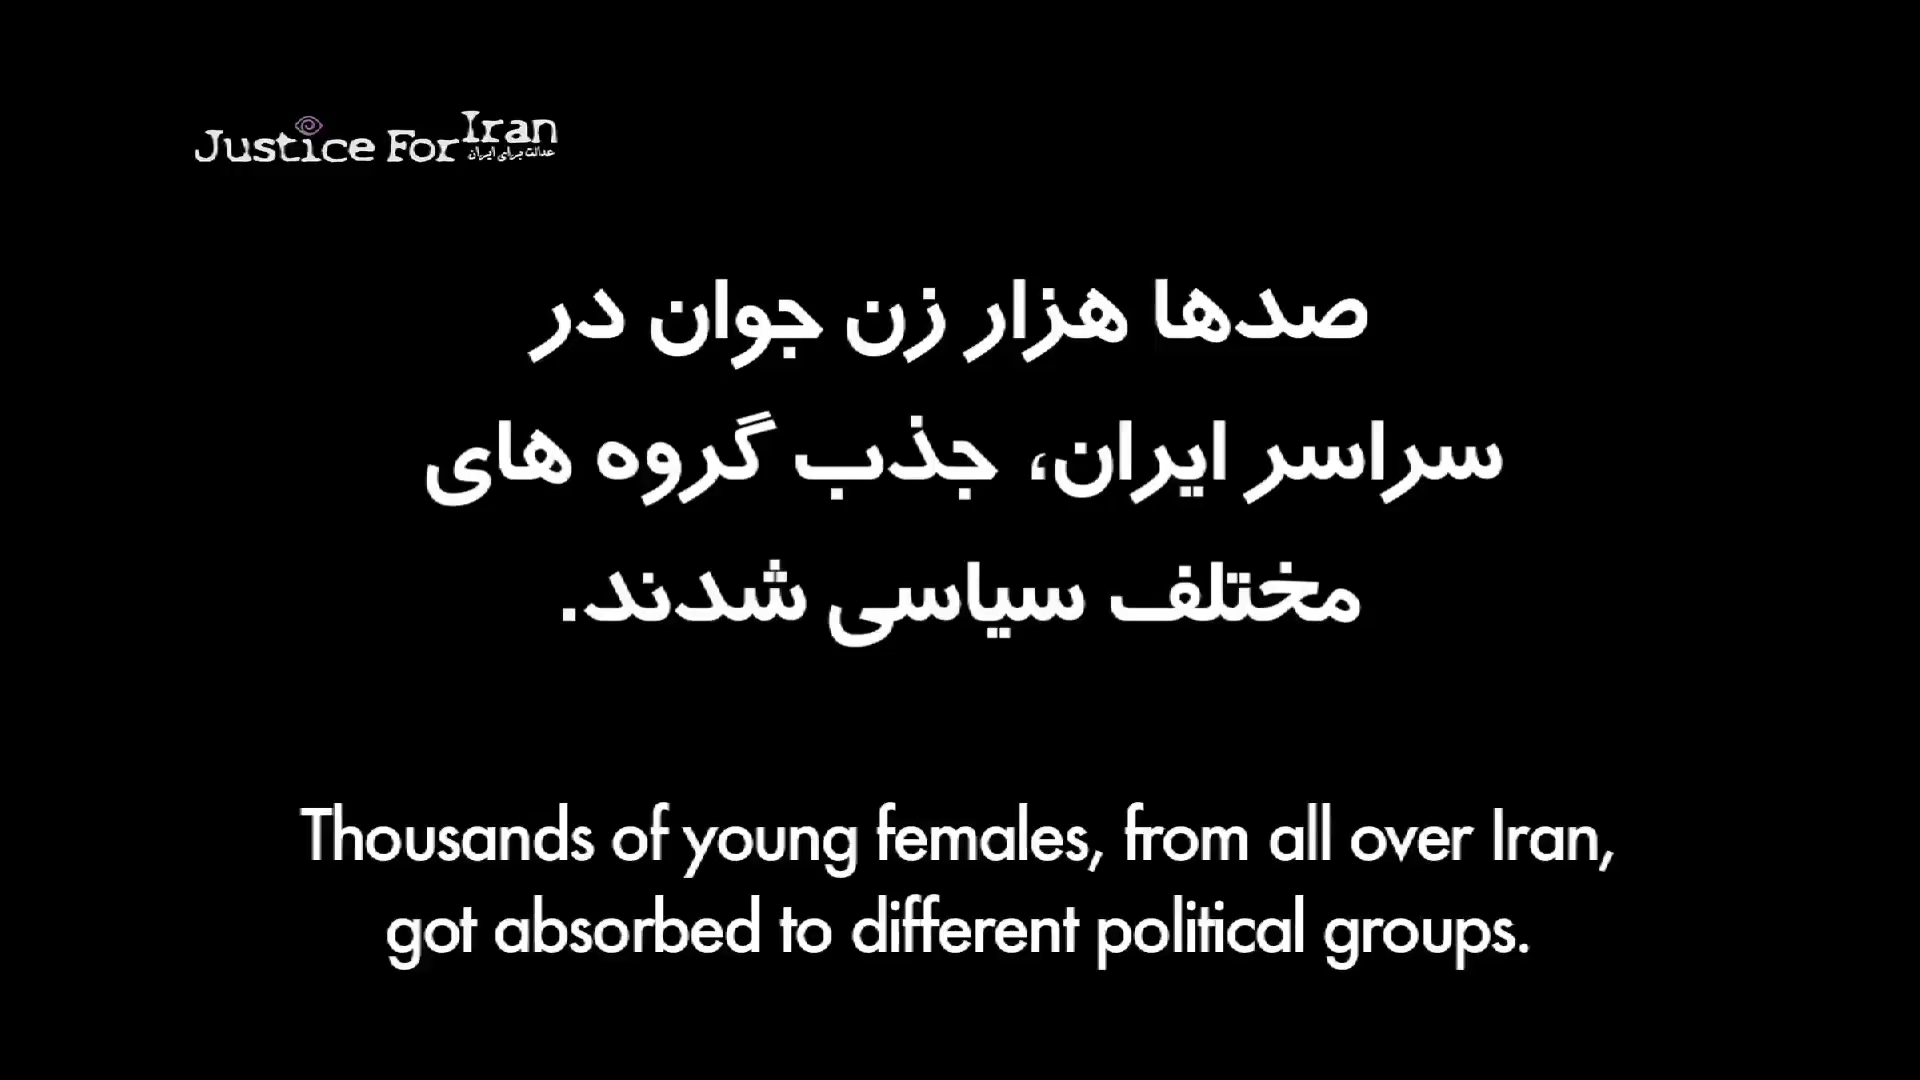 Justice For Iran
عدالت برای ایران
صدها هزار زن جوان در
سراسر ایران، جذب گروه های
مختلف سیاسی شدند.
Thousands of young females, from all over Iran,
got absorbed to different political groups.